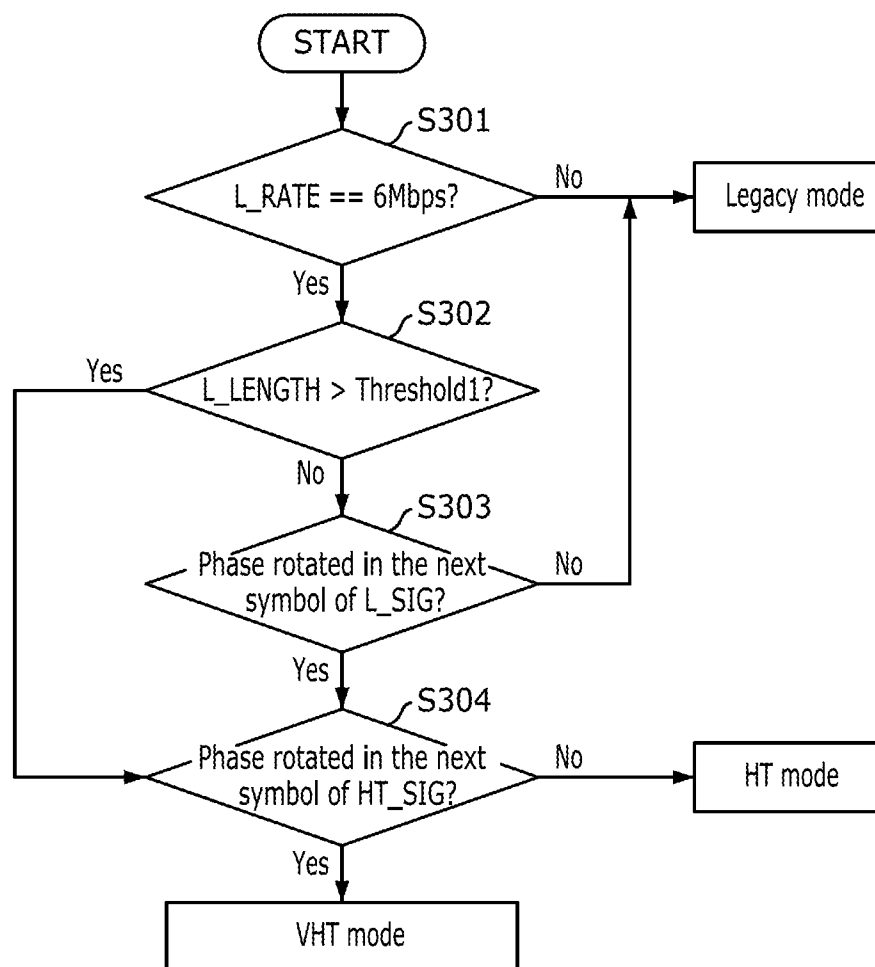 START
S301
L_RATE == 6Mbps?
No
Legacy mode
Yes
S302
Yes
L_LENGTH > Threshold1?
No
S303
Phase rotated in the next
symbol of L_SIG?
No
Yes
S304
Phase rotated in the next
symbol of HT_SIG?
No
HT mode
Yes
VHT mode